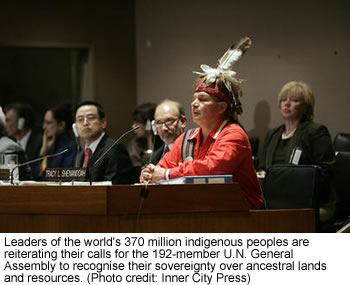 TRACY L. SHENANDOAH
Leaders of the world's 370 million indigenous peoples are
reiterating their calls for the 192-member U.N. General
Assembly to recognise their sovereignty over ancestral lands
and resources. (Photo credit: Inner City Press)